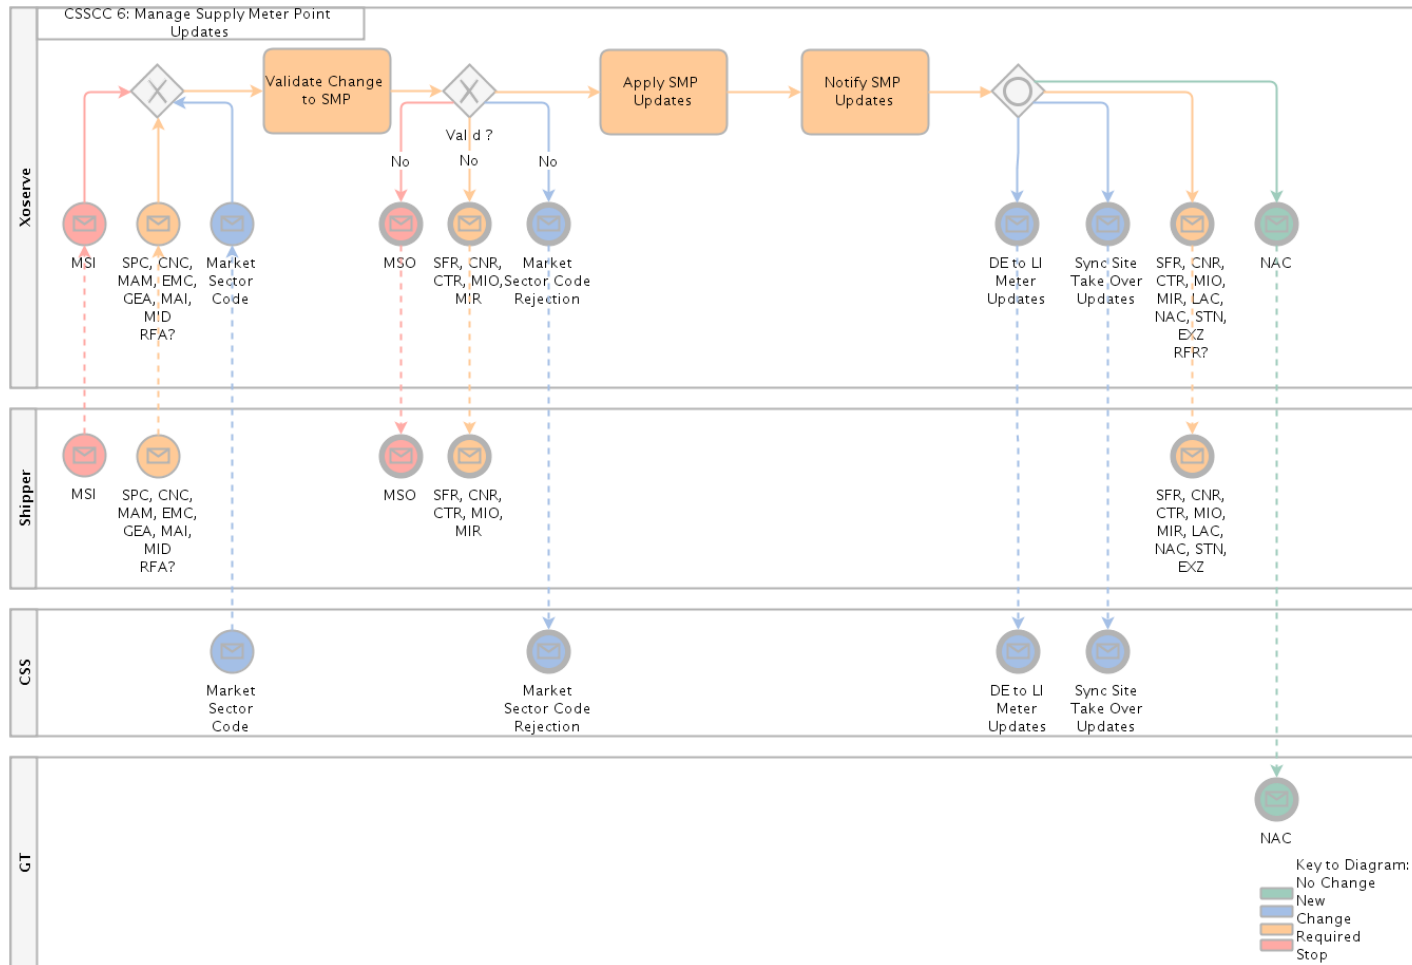 CSSCC 6: Manage Supply Meter Point
Updates
Xoserve
Validate Change
to SMP
Valid ?
Apply SMP
Updates
Notify SMP
Updates
No
No
No
MSI
SPC, CNC,
MAM, EMC,
GEA, MAI,
MID
RFA?
Market
Sector
Code
MSO
SFR, CNR,
CTR, MIO,
MIR
Market
Sector Code
Rejection
DE to LI
Meter
Updates
Sync Site
Take Over
Updates
SFR, CNR,
CTR, MIO,
MIR, LAC,
NAC, STN,
EXZ
RFR?
NAC
Shipper
MSI
SPC, CNC,
MAM, EMC,
GEA, MAI,
MID
RFA?
MSO
SFR, CNR,
CTR, MIO,
MIR
SFR, CNR,
CTR, MIO,
MIR, LAC,
NAC, STN,
EXZ
CSS
Market
Sector
Code
Market
Sector Code
Rejection
DE to LI
Meter
Updates
Sync Site
Take Over
Updates
GT
NAC
Key to Diagram:
No Change
New
Change
Required
Stop